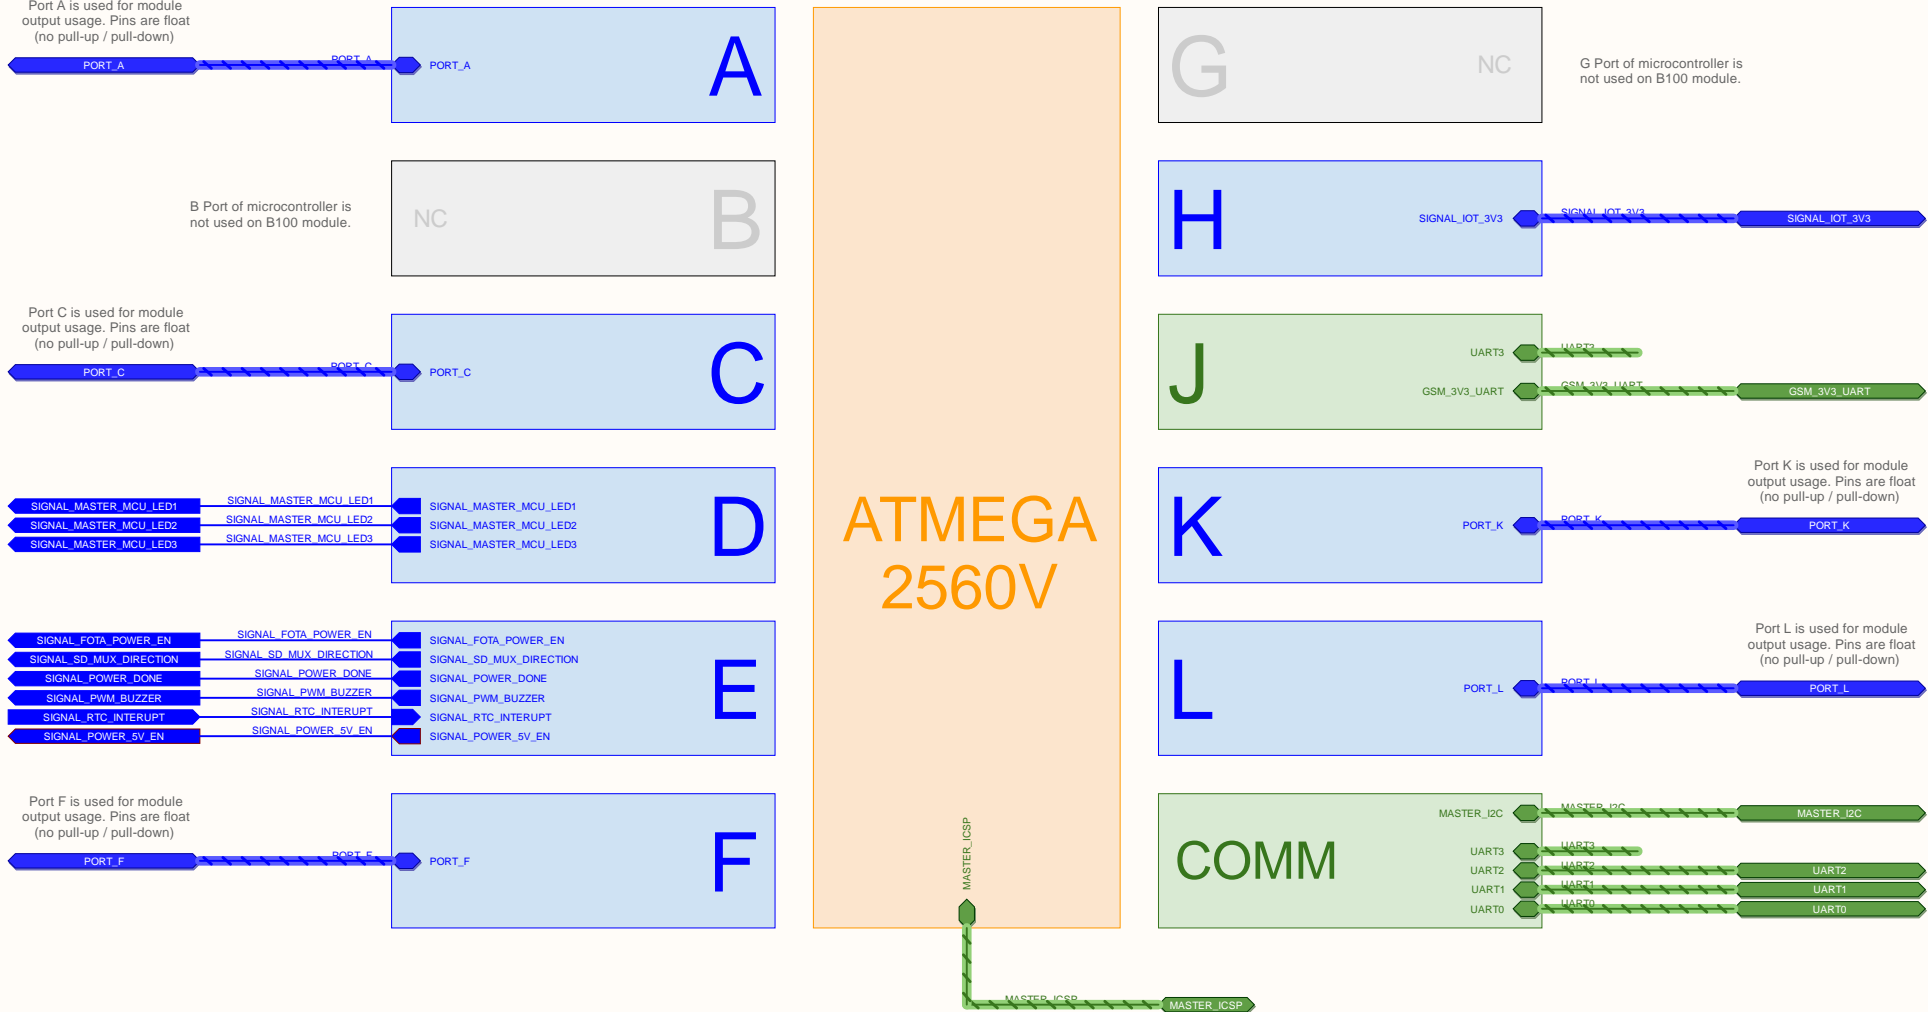 Port A is used for module
output usage. Pins are float
(no pull-up / pull-down)
PORT_A
PORT_A
PORT_A
A
B Port of microcontroller is
not used on B100 module.
NC
B
Port C is used for module
output usage. Pins are float
(no pull-up / pull-down)
PORT_C
PORT_C
PORT_C
C
SIGNAL_MASTER_MCU_LED1
SIGNAL_MASTER_MCU_LED1
SIGNAL_MASTER_MCU_LED1
SIGNAL_MASTER_MCU_LED2
SIGNAL_MASTER_MCU_LED2
SIGNAL_MASTER_MCU_LED2
SIGNAL_MASTER_MCU_LED3
SIGNAL_MASTER_MCU_LED3
SIGNAL_MASTER_MCU_LED3
D
SIGNAL_FOTA_POWER_EN
SIGNAL_FOTA_POWER_EN
SIGNAL_FOTA_POWER_EN
SIGNAL_SD_MUX_DIRECTION
SIGNAL_SD_MUX_DIRECTION
SIGNAL_SD_MUX_DIRECTION
SIGNAL_POWER_DONE
SIGNAL_POWER_DONE
SIGNAL_POWER_DONE
SIGNAL_PWM_BUZZER
SIGNAL_PWM_BUZZER
SIGNAL_PWM_BUZZER
SIGNAL_RTC_INTERUPT
SIGNAL_RTC_INTERUPT
SIGNAL_RTC_INTERUPT
SIGNAL_POWER_5V_EN
SIGNAL_POWER_5V_EN
SIGNAL_POWER_5V_EN
E
Port F is used for module
output usage. Pins are float
(no pull-up / pull-down)
PORT_F
PORT_F
PORT_F
F
ATMEGA
2560V
MASTER_ICSP
MASTER_ICSP
MASTER_ICSP
G
NC
G Port of microcontroller is
not used on B100 module.
H
SIGNAL_IOT_3V3
SIGNAL_IOT_3V3
SIGNAL_IOT_3V3
J
UART3
UART3
GSM_3V3_UART
GSM_3V3_UART
GSM_3V3_UART
Port K is used for module
output usage. Pins are float
(no pull-up / pull-down)
K
PORT_K
PORT_K
PORT_K
Port L is used for module
output usage. Pins are float
(no pull-up / pull-down)
L
PORT_L
PORT_L
PORT_L
COMM
MASTER_I2C
MASTER_I2C
MASTER_I2C
UART3
UART3
UART2
UART2
UART2
UART1
UART1
UART1
UART0
UART0
UART0